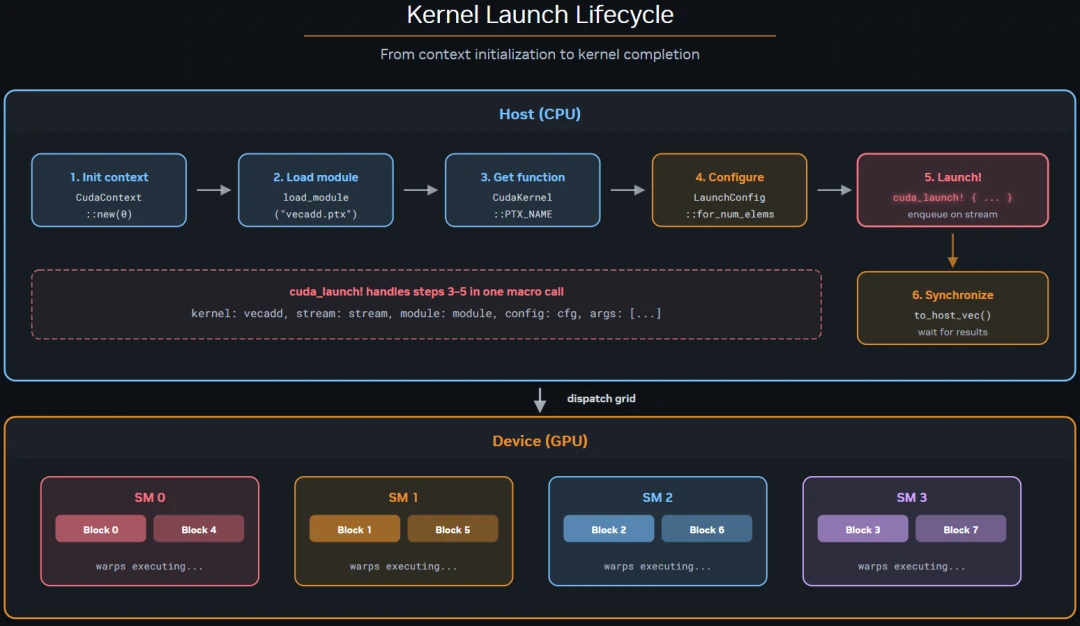 Kernel Launch Lifecycle
From context initialization to kernel completion
Host (CPU)
1. Init context
CudaContext
::new(0)
2. Load module
load_module
("vecadd.ptx")
3. Get function
CudaKernel
::PTX_NAME
4. Configure
LaunchConfig
::for_num_elems
5. Launch!
cuda_launch! { ... }
enqueue on stream
cuda_launch! handles steps 3–5 in one macro call
kernel: vecadd, stream: stream, module: module, config: cfg, args: [...]
6. Synchronize
to_host_vec()
wait for results
dispatch grid
Device (GPU)
SM 0
Block 0
Block 4
warps executing...
SM 1
Block 1
Block 5
warps executing...
SM 2
Block 2
Block 6
warps executing...
SM 3
Block 3
Block 7
warps executing...